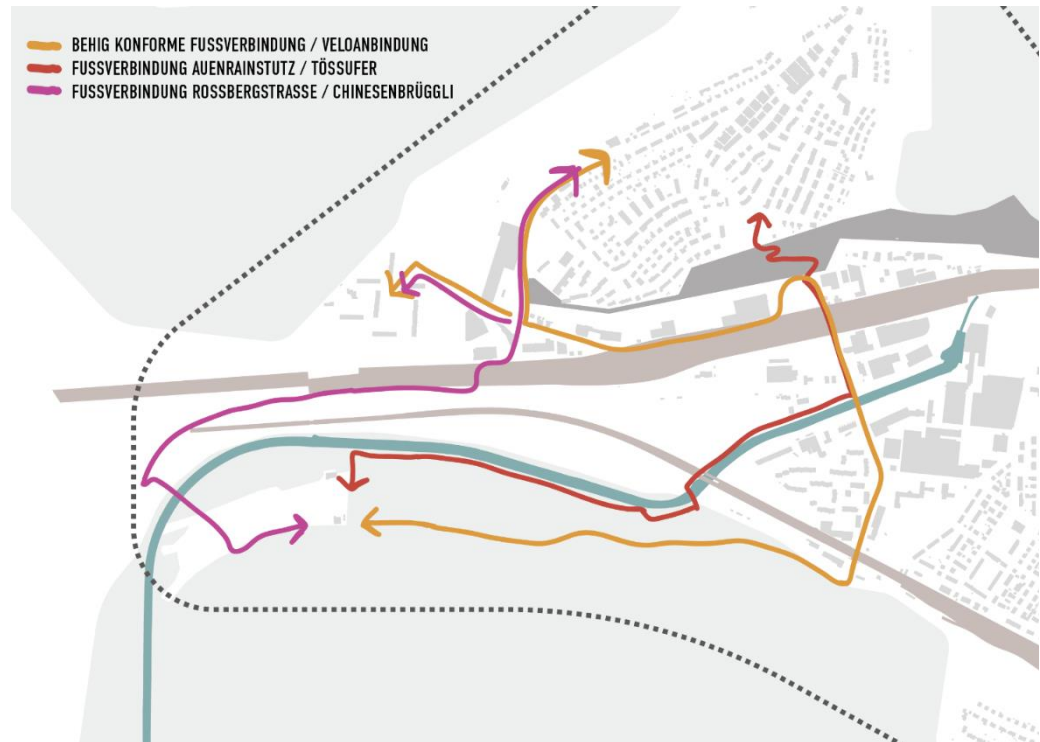 BEHIG KONFORME FUSSVERBINDUNG / VELOANBINDUNG
FUSSVERBINDUNG AUENRAINSTUTZ / TÖSSUFER
FUSSVERBINDUNG ROSSBERGSTRASSE / CHINESENBRÜGGLI